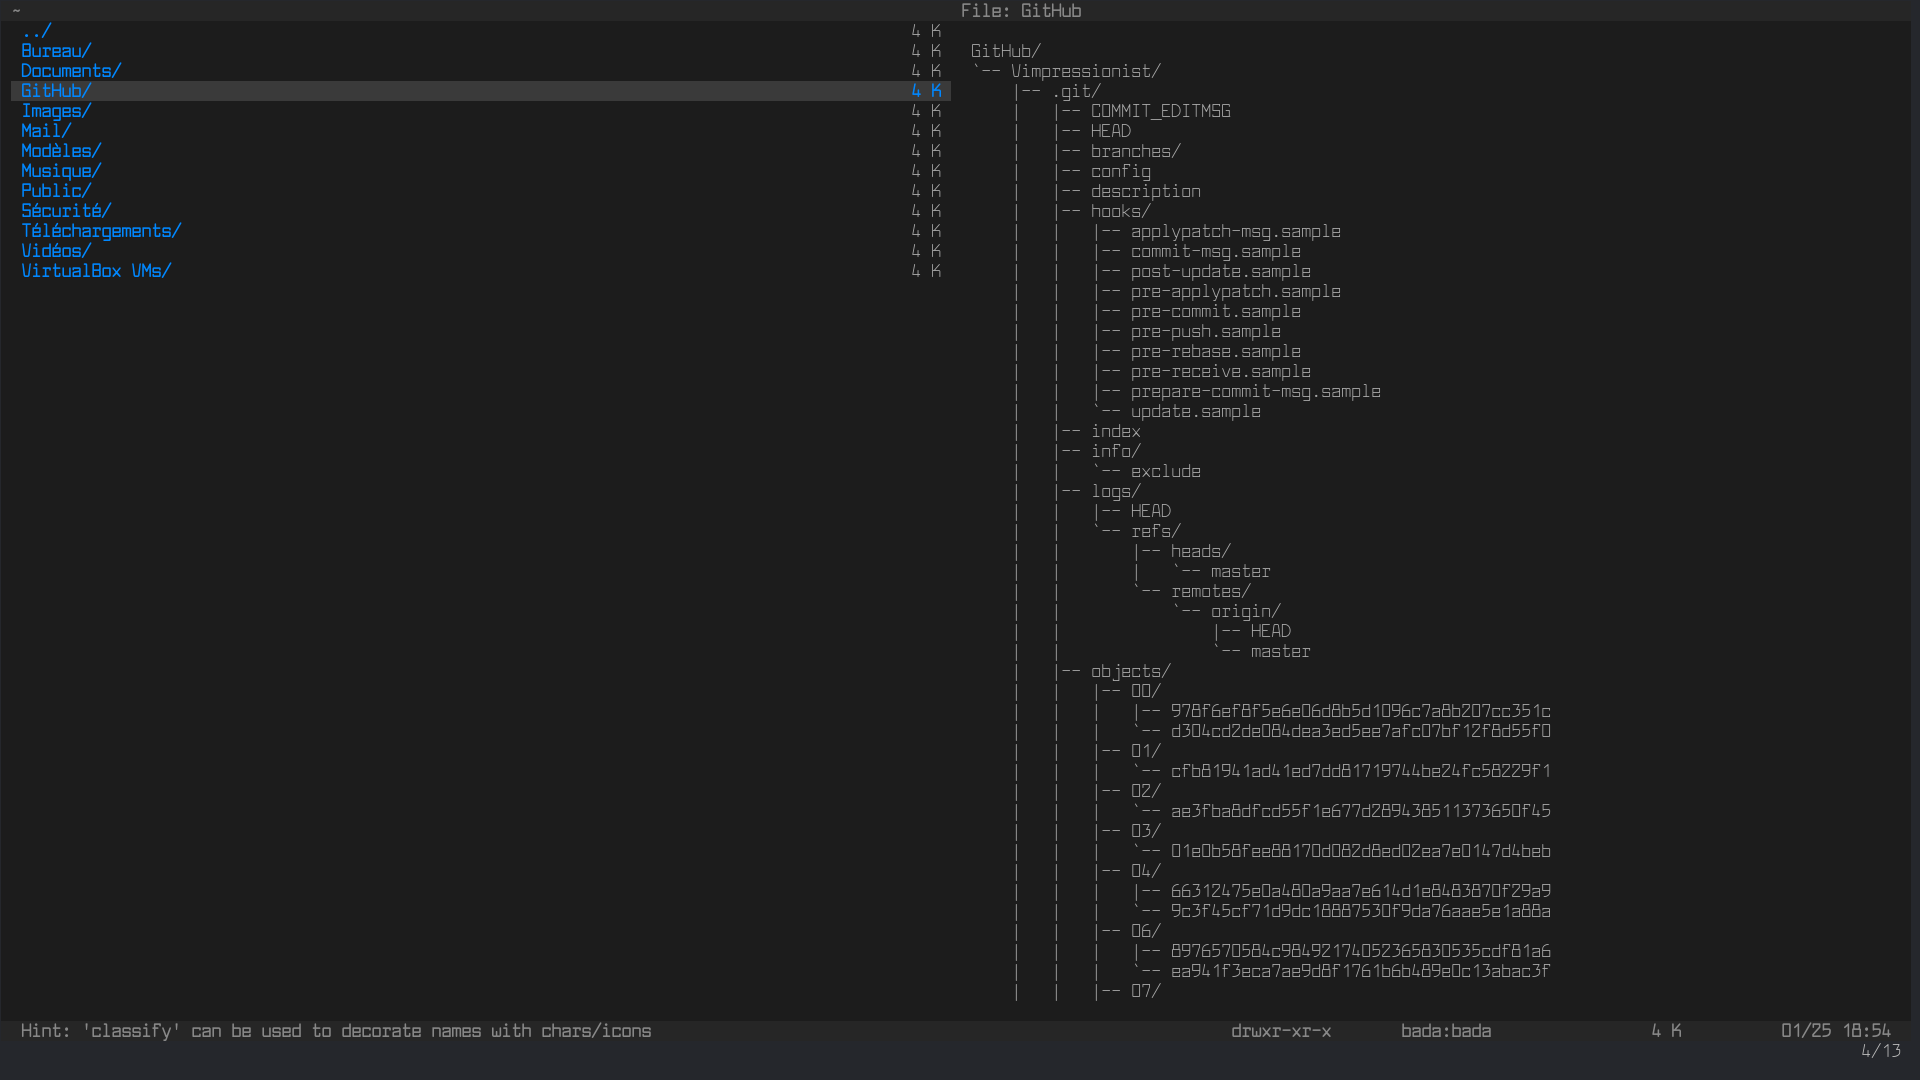 ~
File: GitHub
../ 4 K
Bureau/ 4 K
Documents/ 4 K
GitHub/ 4 K
Images/ 4 K
Mail/ 4 K
Modèles/ 4 K
Musique/ 4 K
Public/ 4 K
Sécurité/ 4 K
Téléchargements/ 4 K
Vidéos/ 4 K
VirtualBox VMs/ 4 K
GitHub/
`-- Vimpressionist/
    |-- .git/
    |   |-- COMMIT_EDITMSG
    |   |-- HEAD
    |   |-- branches/
    |   |-- config
    |   |-- description
    |   |-- hooks/
    |   |   |-- applypatch-msg.sample
    |   |   |-- commit-msg.sample
    |   |   |-- post-update.sample
    |   |   |-- pre-applypatch.sample
    |   |   |-- pre-commit.sample
    |   |   |-- pre-push.sample
    |   |   |-- pre-rebase.sample
    |   |   |-- pre-receive.sample
    |   |   |-- prepare-commit-msg.sample
    |   |   `-- update.sample
    |   |-- index
    |   |-- info/
    |   |   `-- exclude
    |   |-- logs/
    |   |   |-- HEAD
    |   |   `-- refs/
    |   |       |-- heads/
    |   |       |   `-- master
    |   |       `-- remotes/
    |   |           `-- origin/
    |   |               |-- HEAD
    |   |               `-- master
    |   |-- objects/
    |   |   |-- 00/
    |   |   |   |-- 978f6ef8f5e6e06d8b5d1096c7a8b207cc351c
    |   |   |   `-- d304cd2de084dea3ed5ee7afc07bf12f8d55f0
    |   |   |-- 01/
    |   |   |   `-- cfb81941ad41ed7dd81719744be24fc58229f1
    |   |   |-- 02/
    |   |   |   `-- ae3fba8dfcd55f1e677d28943851137365​0f45
    |   |   |-- 03/
    |   |   |   `-- 01e0b58fee88170d082d8ed02ea7e0147d4beb
    |   |   |-- 04/
    |   |   |   |-- 66312475e0a480a9aa7e614d1e8483870f29a9
    |   |   |   `-- 9c3f45cf71d9dc18887530f9da76aae5e1a88a
    |   |   |-- 06/
    |   |   |   |-- 8976570584c98492174052365830535cdf81a6
    |   |   |   `-- ea941f3eca7ae9d8f1761b6b489e0c13abac3f
    |   |   |-- 07/
Hint: 'classify' can be used to decorate names with chars/icons drwxr-xr-x bada:bada 4 K 01/25 18:54
4/13